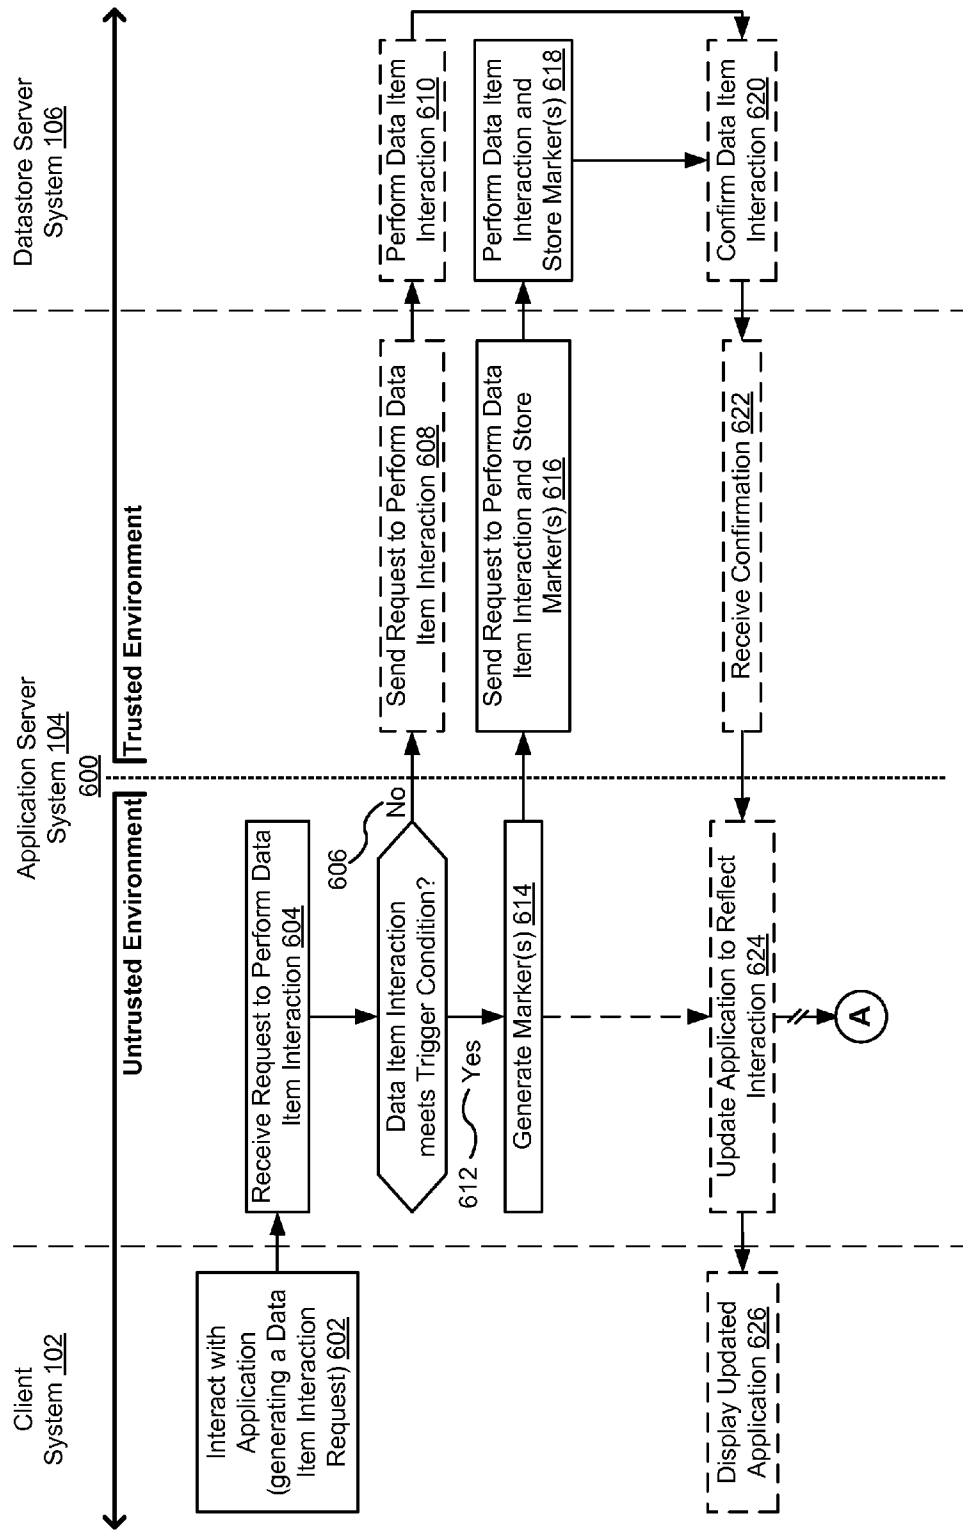 Client
System 102
Application Server
System 104
600
Datastore Server
System 106
Untrusted Environment
Trusted Environment
Interact with
Application
(generating a Data
Item Interaction
Request) 602
Receive Request to Perform Data
Item Interaction 604
Data Item Interaction
meets Trigger Condition?
606
No
Send Request to Perform Data
Item Interaction 608
Perform Data Item
Interaction 610
612
Yes
Generate Marker(s) 614
Send Request to Perform Data
Item Interaction and Store
Marker(s) 616
Perform Data Item
Interaction and
Store Marker(s) 618
Confirm Data Item
Interaction 620
Receive Confirmation 622
Update Application to Reflect
Interaction 624
Display Updated
Application 626
A